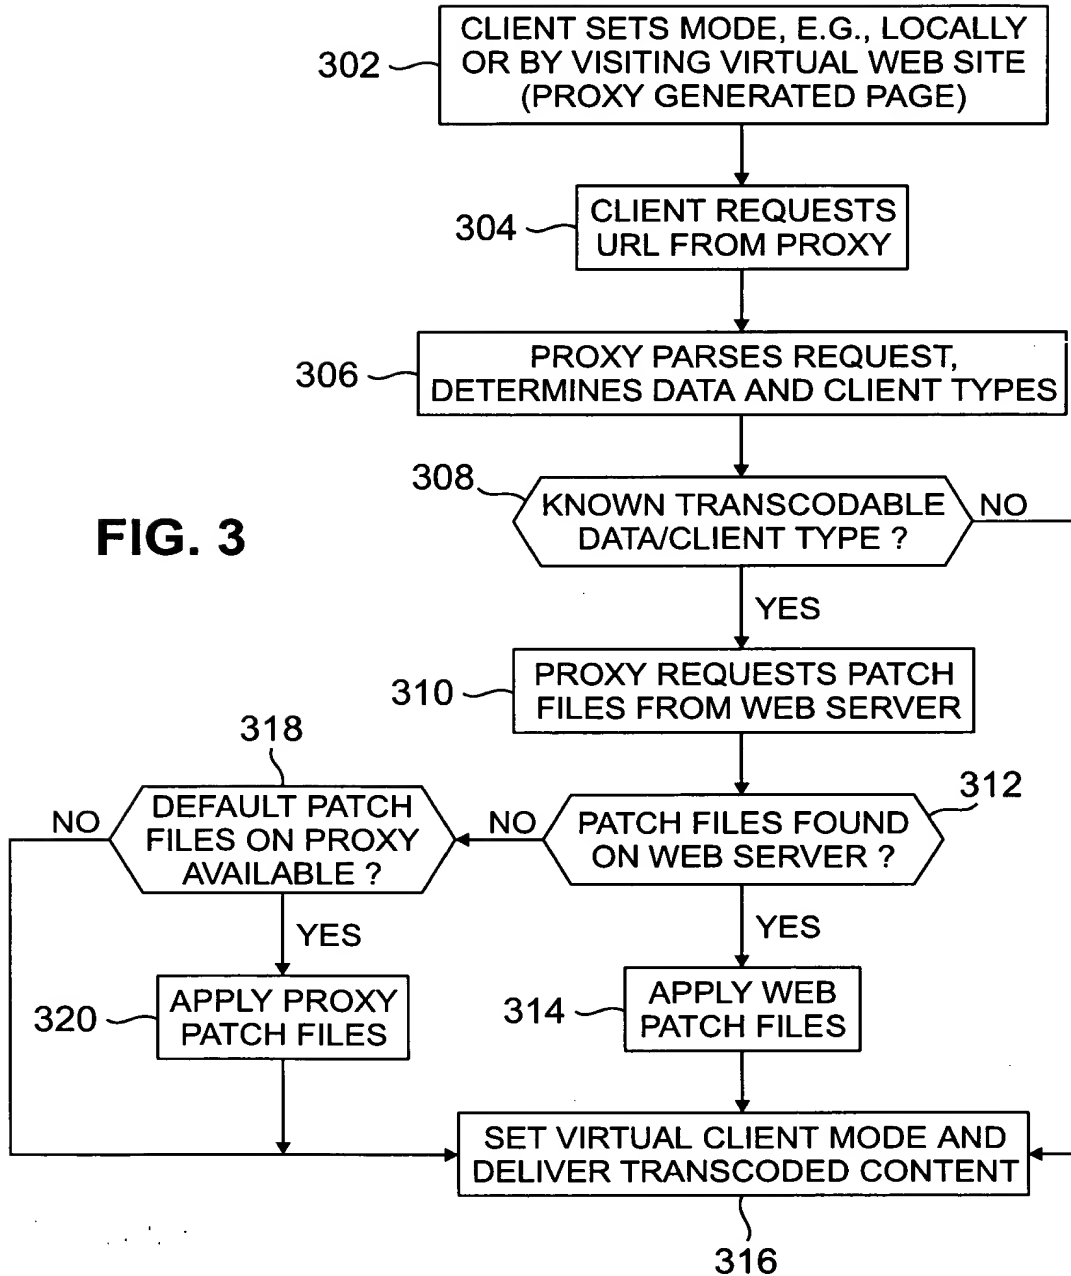 CLIENT SETS MODE, E.G., LOCALLY
OR BY VISITING VIRTUAL WEB SITE
(PROXY GENERATED PAGE)
302
CLIENT REQUESTS
URL FROM PROXY
304
PROXY PARSES REQUEST,
DETERMINES DATA AND CLIENT TYPES
306
308
KNOWN TRANSCODABLE
DATA/CLIENT TYPE ?
NO
FIG. 3
YES
PROXY REQUESTS PATCH
FILES FROM WEB SERVER
310
318
312
NO
DEFAULT PATCH
FILES ON PROXY
AVAILABLE ?
NO
PATCH FILES FOUND
ON WEB SERVER ?
YES
YES
320
APPLY PROXY
PATCH FILES
314
APPLY WEB
PATCH FILES
SET VIRTUAL CLIENT MODE AND
DELIVER TRANSCODED CONTENT
316